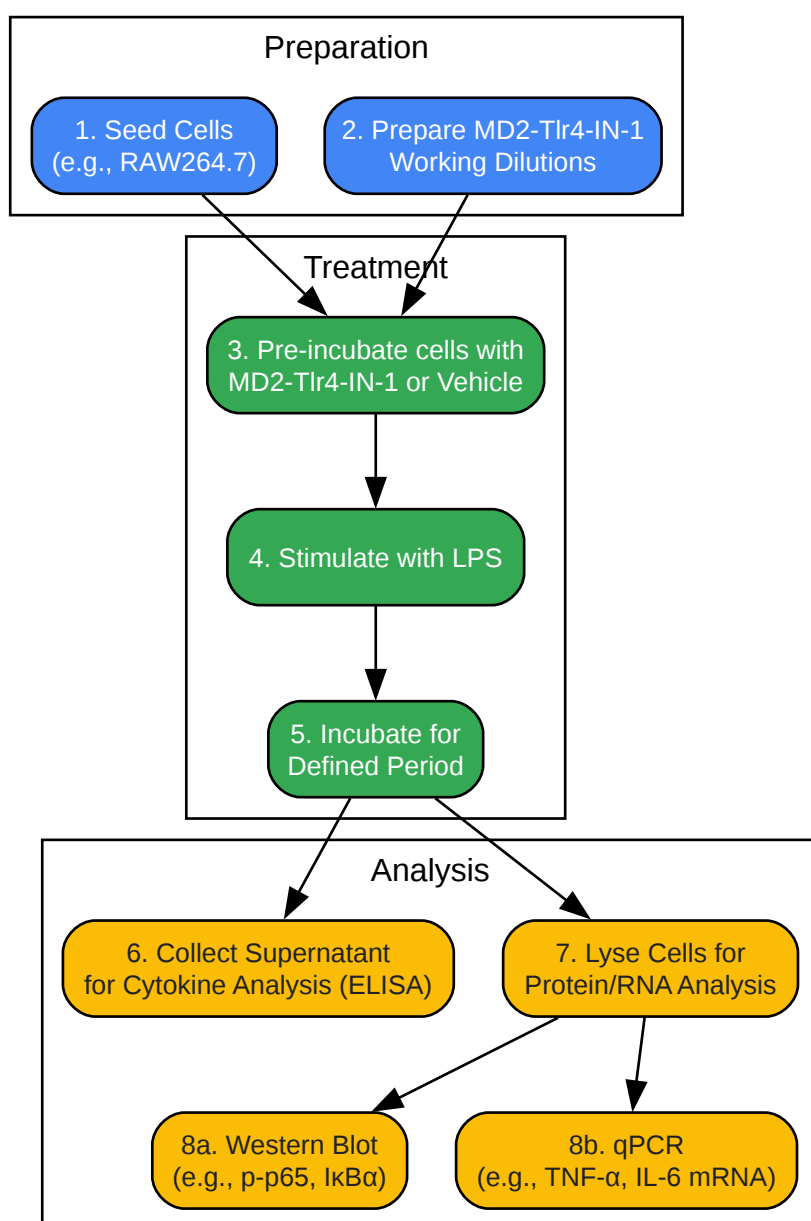 Preparation
1. Seed Cells
(e.g., RAW264.7)
2. Prepare MD2-Tlr4-IN-1
Working Dilutions
Treatment
3. Pre-incubate cells with
MD2-Tlr4-IN-1 or Vehicle
4. Stimulate with LPS
5. Incubate for
Defined Period
Analysis
6. Collect Supernatant
for Cytokine Analysis (ELISA)
7. Lyse Cells for
Protein/RNA Analysis
8a. Western Blot
(e.g., p-p65, IκBα)
8b. qPCR
(e.g., TNF-α, IL-6 mRNA)